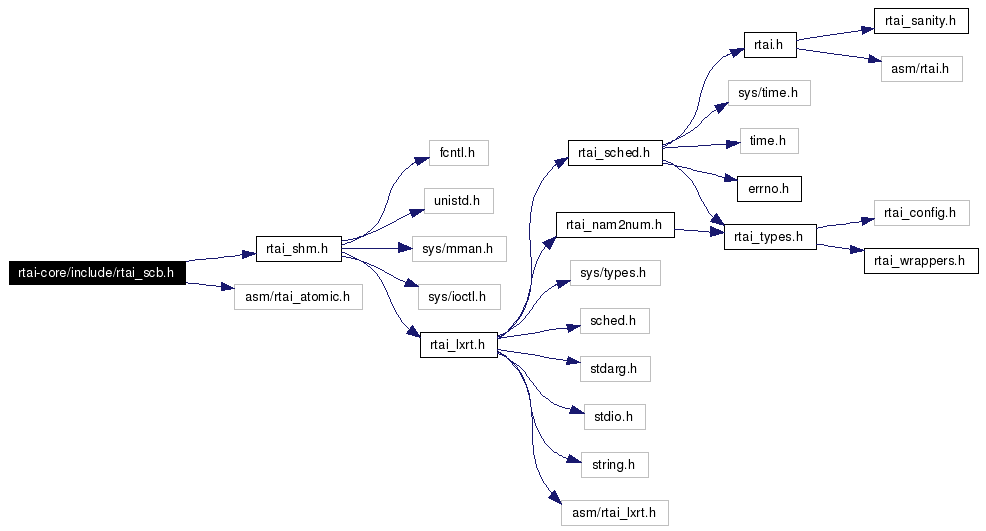 rtai_sanity.h
rtai.h
asm/rtai.h
sys/time.h
time.h
fcntl.h
rtai_sched.h
errno.h
unistd.h
rtai_config.h
rtai_nam2num.h
rtai_types.h
rtai_shm.h
sys/mman.h
rtai_wrappers.h
rtai-core/include/rtai_scb.h
sys/types.h
asm/rtai_atomic.h
sys/ioctl.h
sched.h
rtai_lxrt.h
stdarg.h
stdio.h
string.h
asm/rtai_lxrt.h